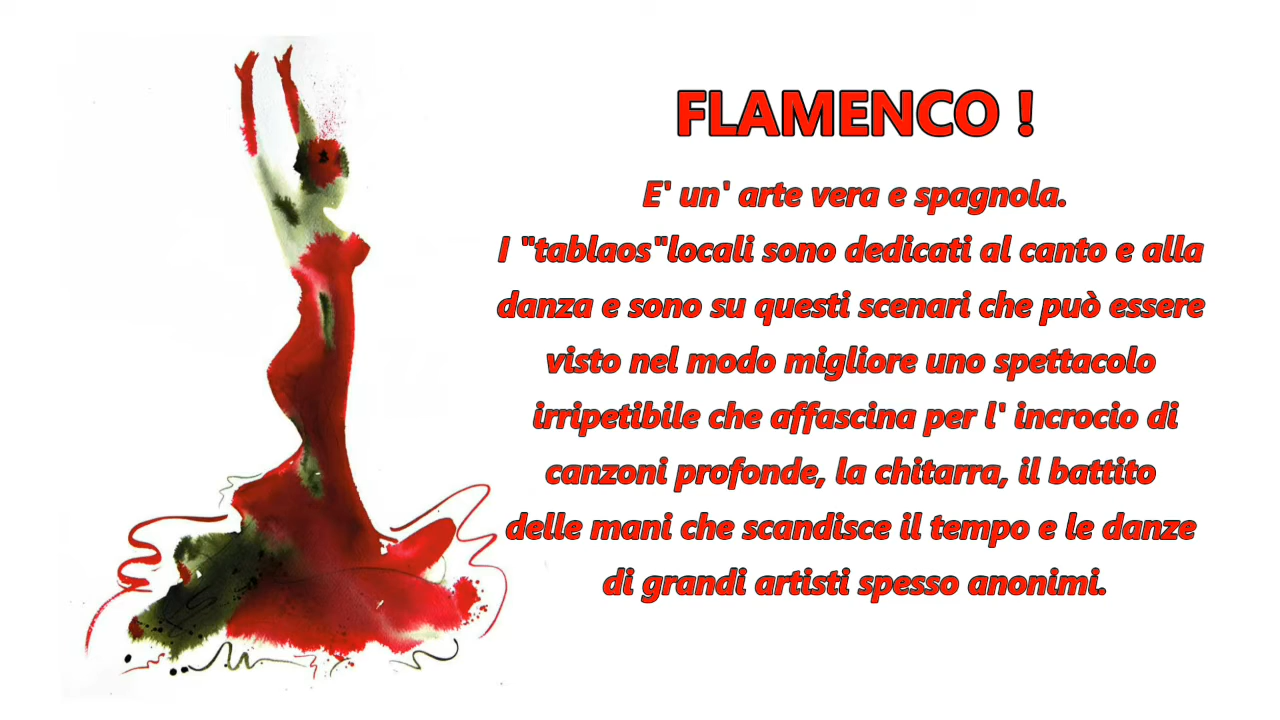 FLAMENCO !
E' un' arte vera e spagnola.
I "tablaos"locali sono dedicati al canto e alla
danza e sono su questi scenari che può essere
visto nel modo migliore uno spettacolo
irripetibile che affascina per l' incrocio di
canzoni profonde, la chitarra, il battito
delle mani che scandisce il tempo e le danze
di grandi artisti spesso anonimi.